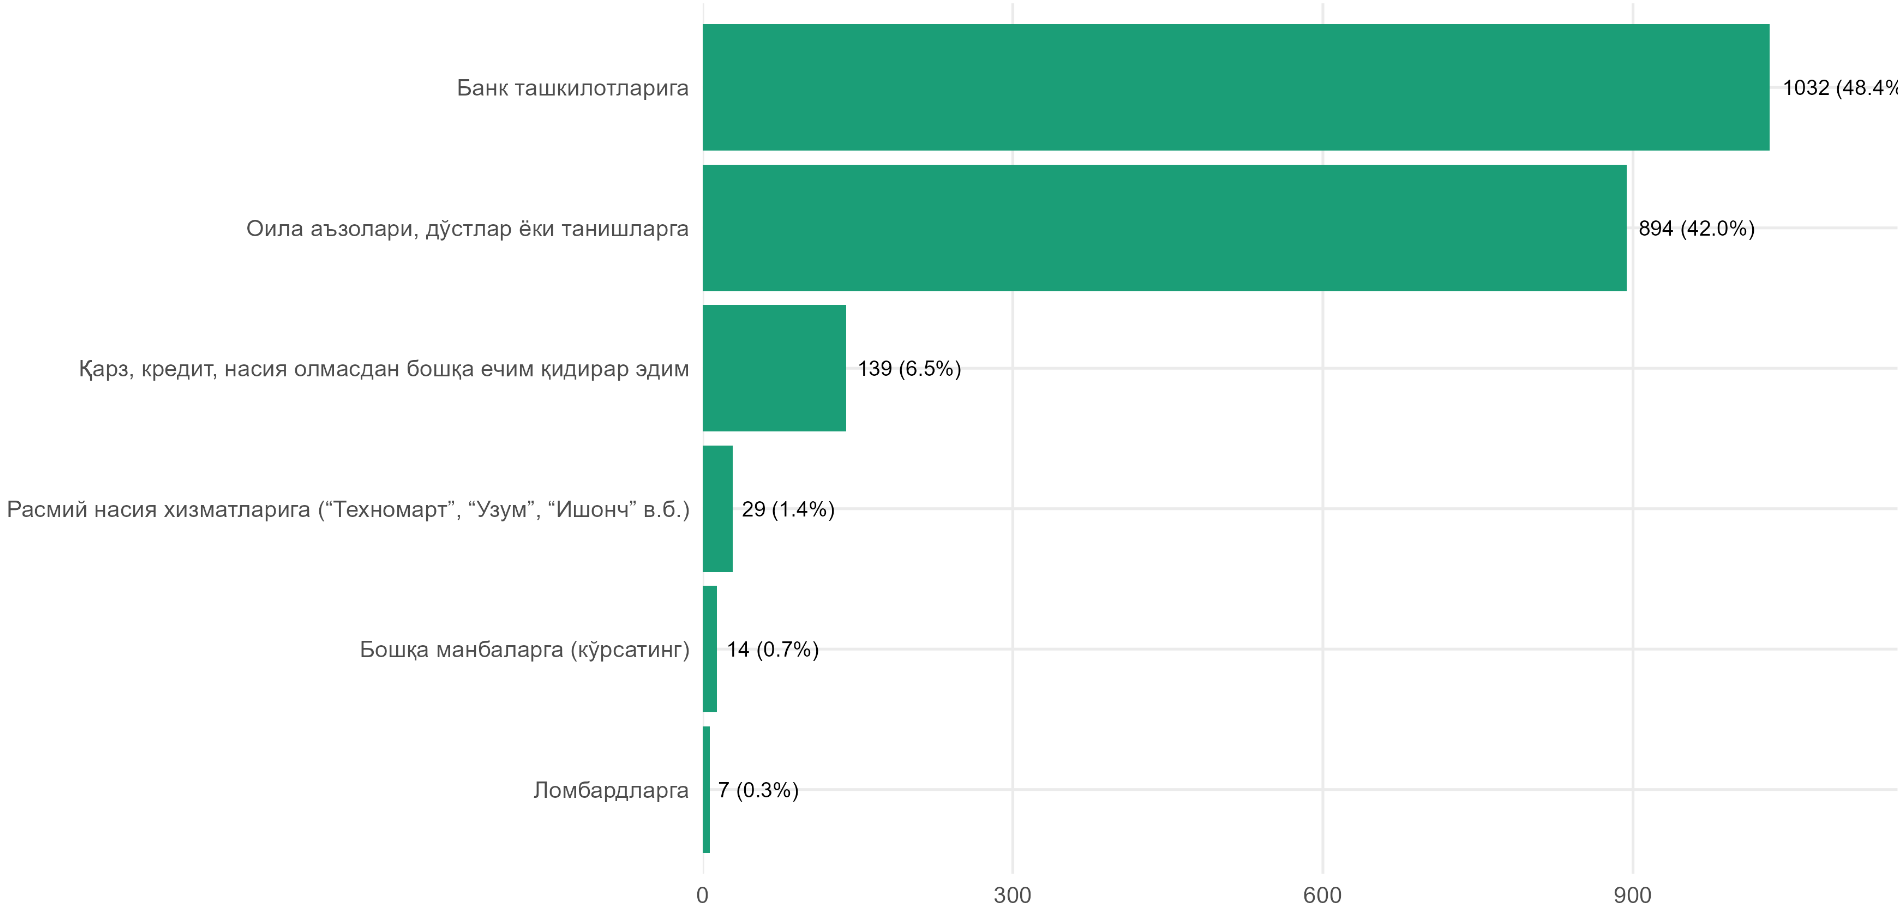 Банк ташкилотларига
1032 (48.4%
Оила аъзолари, дўстлар ёки танишларга
894 (42.0%)
Қарз, кредит, насия олмасдан бошқа ечим қидирар эдим
139 (6.5%)
Расмий насия хизматларига (“Техномарт”, “Узум”, “Ишонч” в.б.)
29 (1.4%)
Бошқа манбаларга (кўрсатинг)
14 (0.7%)
Ломбардларга
7 (0.3%)
0 300 600 900